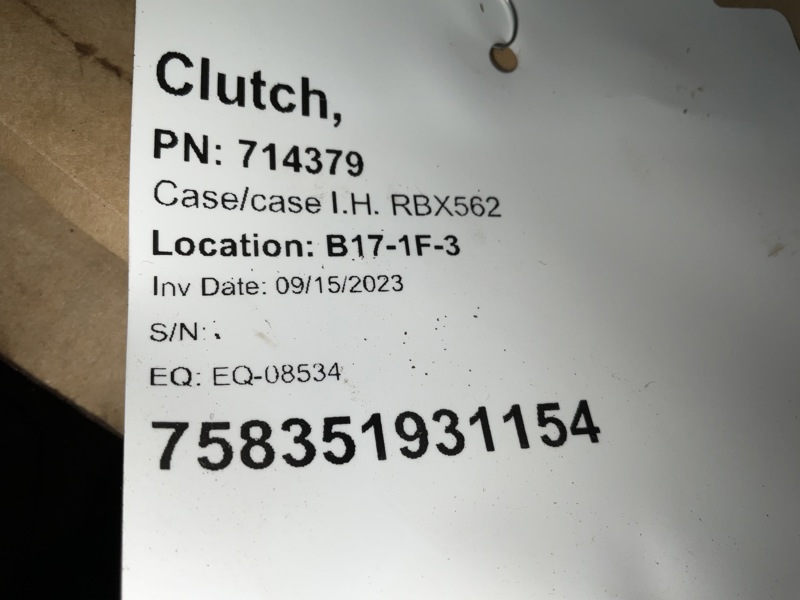 Clutch,
PN: 714379
Case/case I.H. RBX562
Location: B17-1F-3
Inv Date: 09/15/2023
S/N: .
EQ: EQ-08534
758351931154